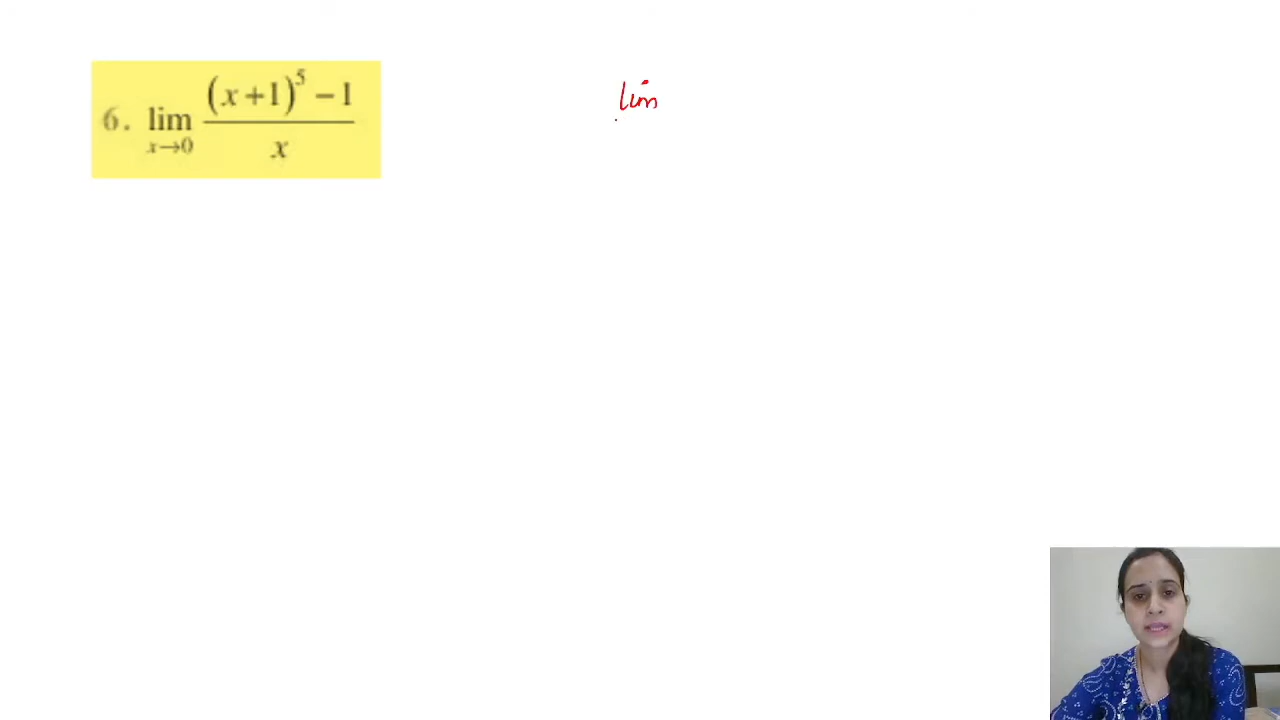 6. lim x→0 (x+1)^5 − 1 / x
lim